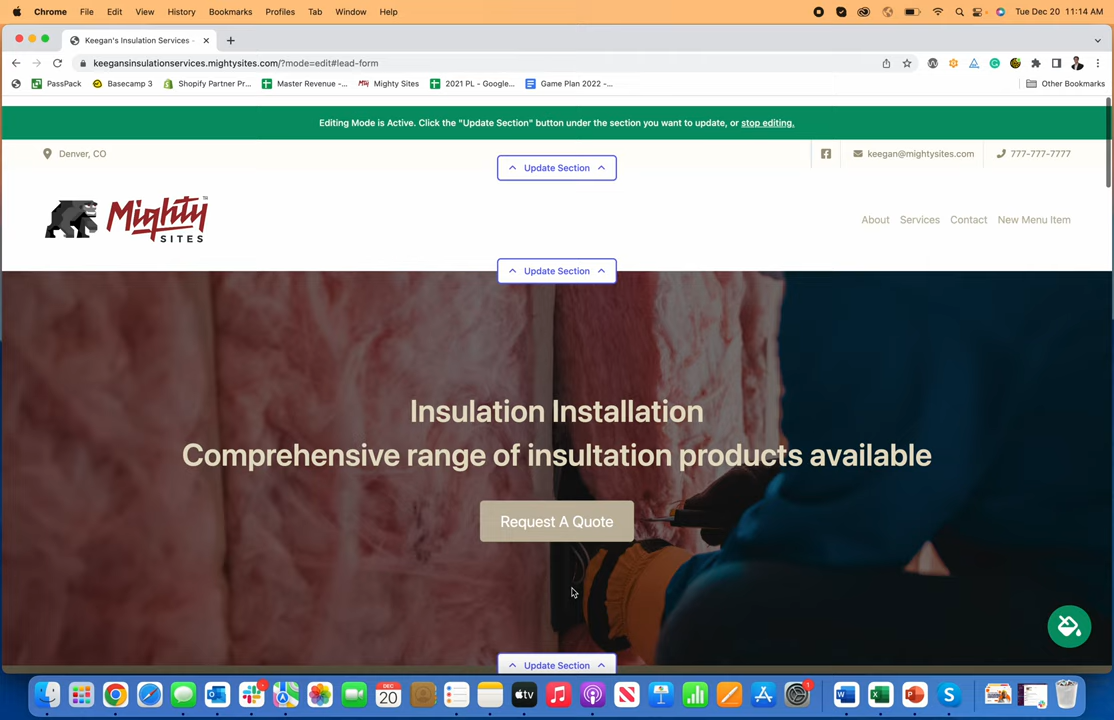 Chrome File Edit View History Bookmarks Profiles Tab Window Help
Tue Dec 20 11:14 AM
Keegan's Insulation Services -
keegansinsulationservices.mightysites.com/?mode=edit#lead-form
PassPack Basecamp 3 Shopify Partner Pr... Master Revenue -... Mighty Sites 2021 PL - Google... Game Plan 2022 -... Other Bookmarks
Editing Mode is Active. Click the "Update Section" button under the section you want to update, or stop editing.
Denver, CO
keegan@mightysites.com
777-777-7777
Update Section
Mighty
SITES
TM
About Services Contact New Menu Item
Update Section
Insulation Installation
Comprehensive range of insultation products available
Request A Quote
Update Section
DEC
20
tv
1
W
X
P
S